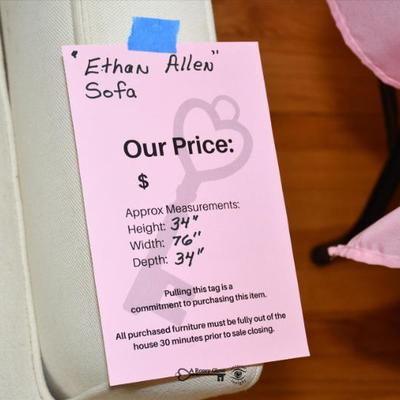 "Ethan Allen"
Sofa
Our Price:
$
Approx Measurements:
Height: 34"
Width: 76"
Depth: 34"
Pulling this tag is a
commitment to purchasing this item.
All purchased furniture must be fully out of the
house 30 minutes prior to sale closing.